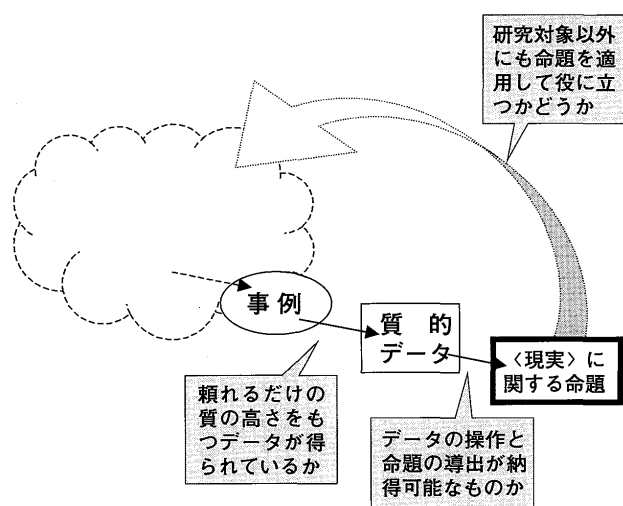 研究対象以外
にも命題を適
用して役に立
つかどうか
事例
質的
データ
〈現実〉に
関する命題
頼れるだけの
質の高さをも
つデータが得
られているか
データの操作と
命題の導出が納
得可能なものか